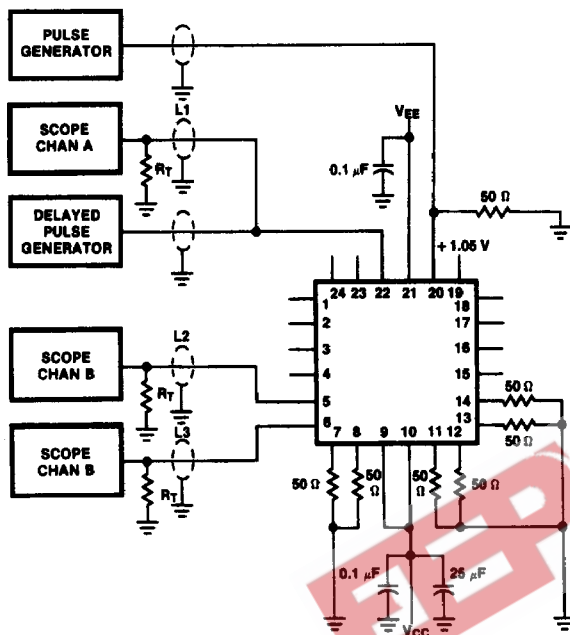 PULSE
GENERATOR
L1
SCOPE
CHAN A
RT
VEE
0.1 μF
50 Ω
DELAYED
PULSE
GENERATOR
+ 1.05 V
24 23 22 21 20 19
1
2
3
4
5
6
18
17
16
15
14
13
7 8 9 10 11 12
L2
SCOPE
CHAN B
RT
L3
SCOPE
CHAN B
RT
50 Ω
50 Ω
50 Ω
50 Ω
50 Ω
50 Ω
0.1 μF
25 μF
VCC